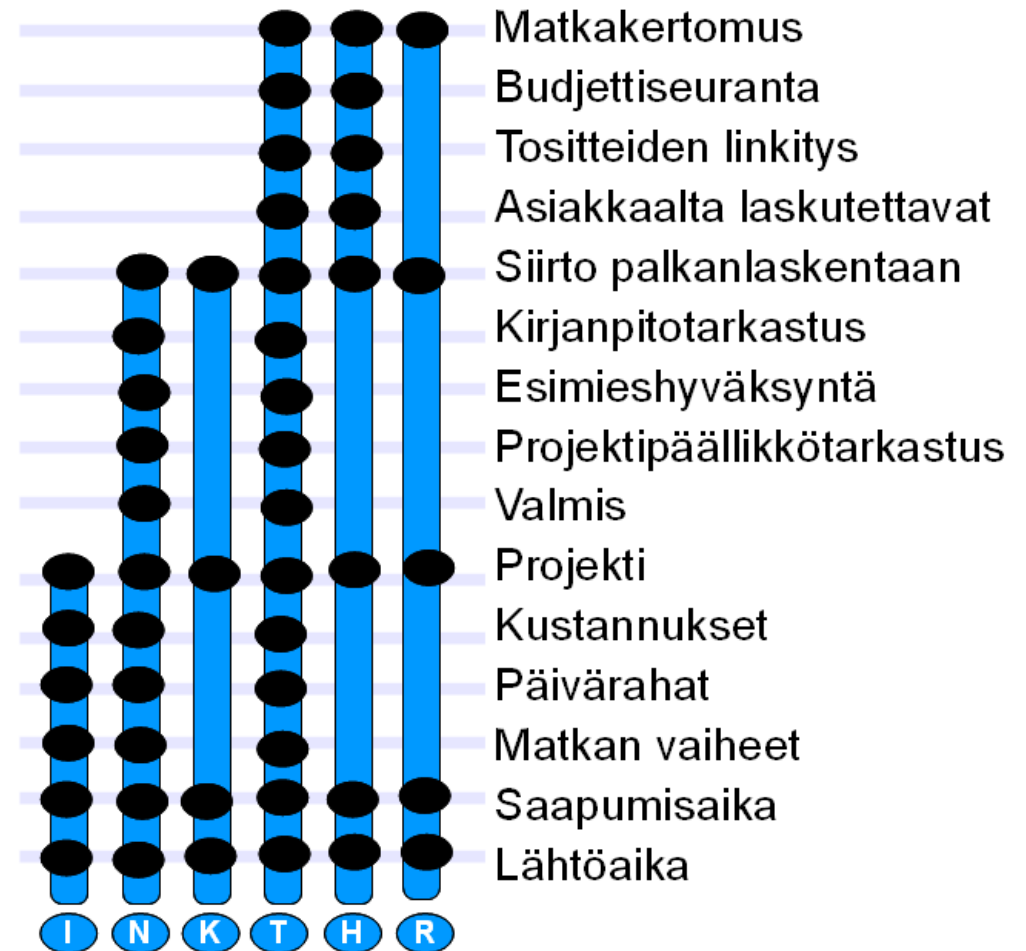 Matkakertomus
Budjettiseuranta
Tositteiden linkitys
Asiakkaalta laskutettavat
Siirto palkanlaskentaan
Kirjanpitotarkastus
Esimieshyväksyntä
Projektipäällikkötarkastus
Valmis
Projekti
Kustannukset
Päivärahat
Matkan vaiheet
Saapumisaika
Lähtöaika
I N K T H R